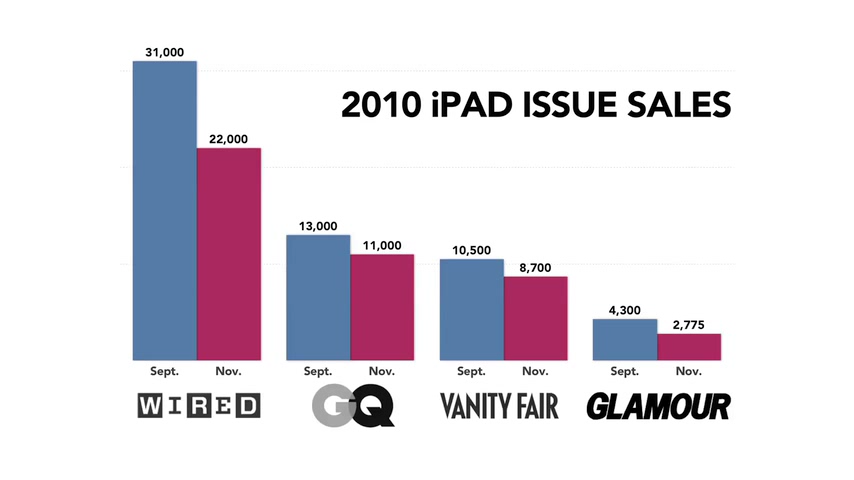 2010 iPAD ISSUE SALES
31,000
22,000
13,000
11,000
10,500
8,700
4,300
2,775
Sept. Nov. Sept. Nov. Sept. Nov. Sept. Nov.
WIRED GQ VANITY FAIR GLAMOUR